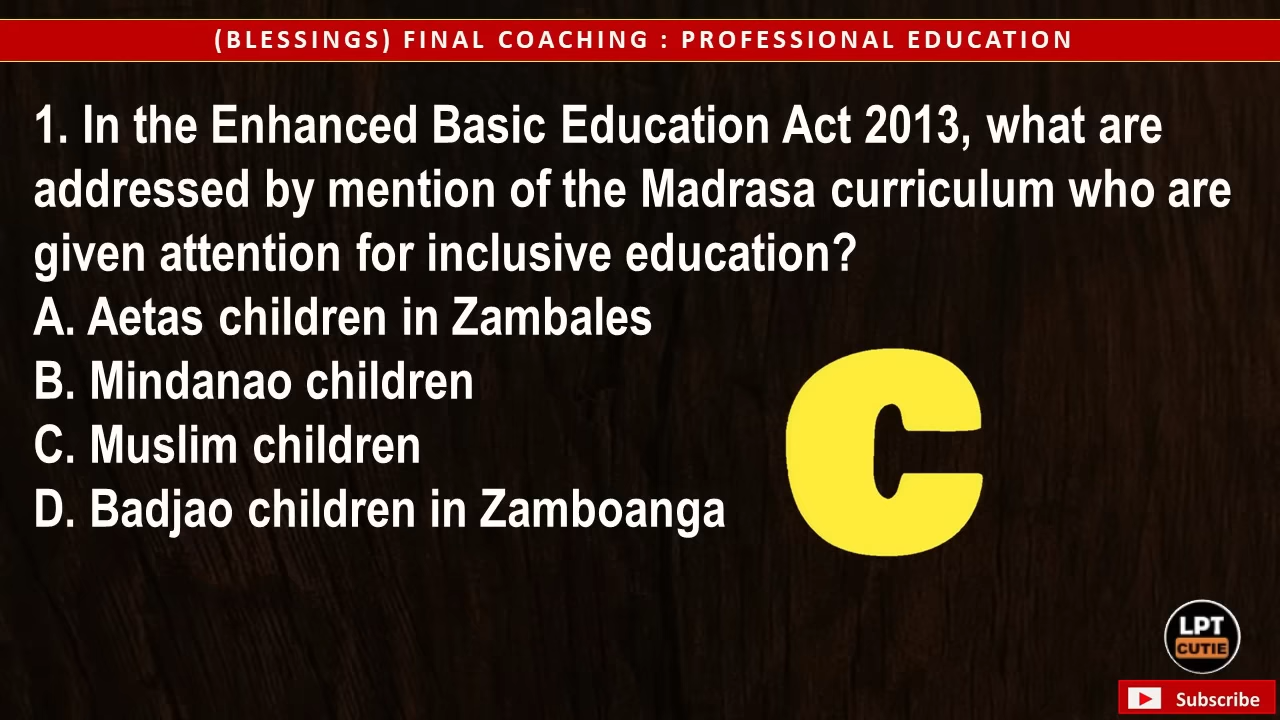 (BLESSINGS) FINAL COACHING : PROFESSIONAL EDUCATION
1. In the Enhanced Basic Education Act 2013, what are
addressed by mention of the Madrasa curriculum who are
given attention for inclusive education?
A. Aetas children in Zambales
B. Mindanao children
C. Muslim children
D. Badjao children in Zamboanga
C
LPT
CUTIE
Subscribe